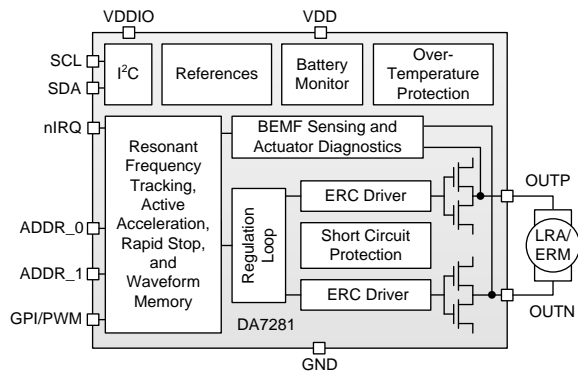 VDDIO
VDD
SCL
SDA
I²C
References
Battery
Monitor
Over-
Temperature
Protection
nIRQ
ADDR_0
ADDR_1
GPI/PWM
Resonant
Frequency
Tracking,
Active
Acceleration,
Rapid Stop,
and
Waveform
Memory
BEMF Sensing and
Actuator Diagnostics
Regulation
Loop
ERC Driver
Short Circuit
Protection
ERC Driver
OUTP
LRA/
ERM
OUTN
DA7281
GND